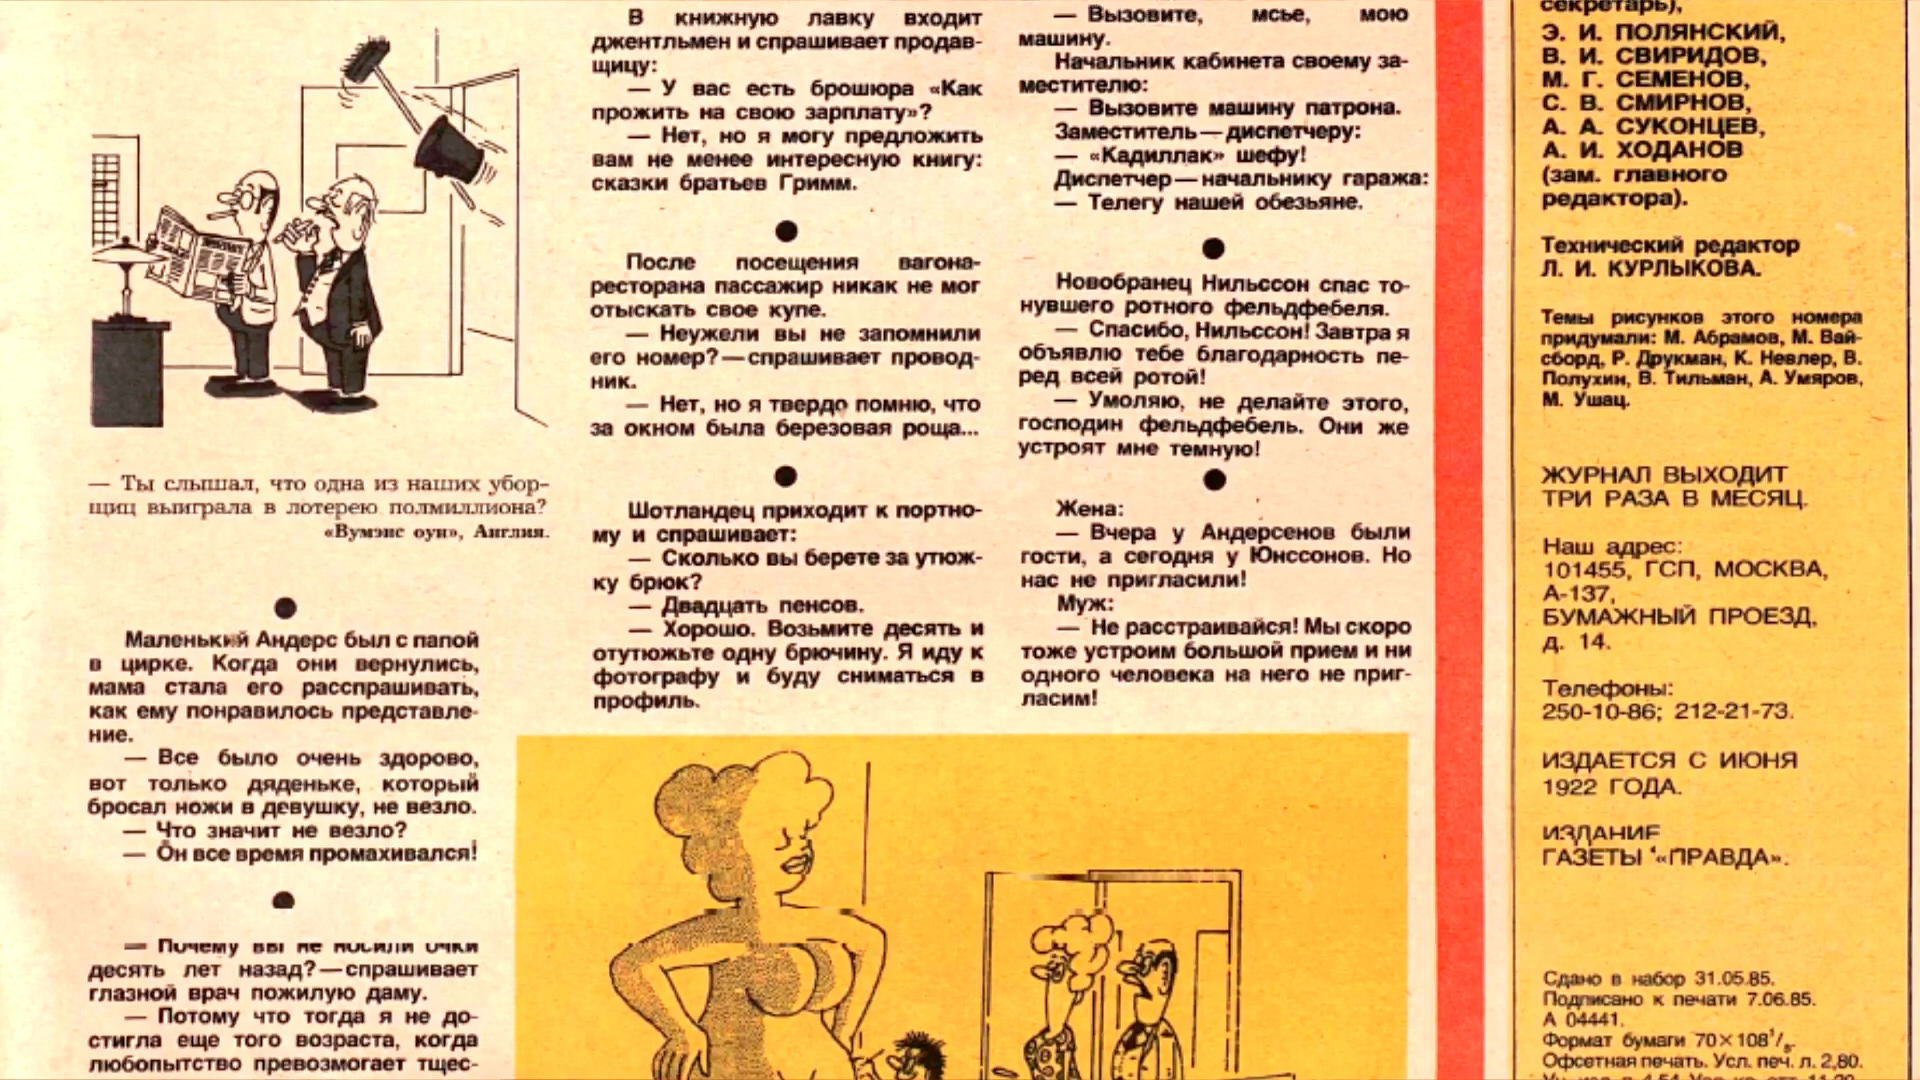 — Ты слышал, что одна из наших убор-
щиц выиграла в лотерею полмиллиона?
«Вумэнс оун», Англия.
Маленький Андерс был с папой
в цирке. Когда они вернулись,
мама стала его расспрашивать,
как ему понравилось представле-
ние.
— Все было очень здорово,
вот только дяденьке, который
бросал ножи в девушку, не везло.
— Что значит не везло?
— Он все время промахивался!
— Почему вы не носили очки
десять лет назад?—спрашивает
глазной врач пожилую даму.
— Потому что тогда я не до-
стигла еще того возраста, когда
любопытство превозмогает тщес-
В книжную лавку входит
джентльмен и спрашивает продав-
щицу:
— У вас есть брошюра «Как
прожить на свою зарплату»?
— Нет, но я могу предложить
вам не менее интересную книгу:
сказки братьев Гримм.
После посещения вагона-
ресторана пассажир никак не мог
отыскать свое купе.
— Неужели вы не запомнили
его номер?—спрашивает провод-
ник.
— Нет, но я твердо помню, что
за окном была березовая роща...
Шотландец приходит к портно-
му и спрашивает:
— Сколько вы берете за утюж-
ку брюк?
— Двадцать пенсов.
— Хорошо. Возьмите десять и
отутюжьте одну брючину. Я иду к
фотографу и буду сниматься в
профиль.
— Вызовите, мсье, мою
машину.
Начальник кабинета своему за-
местителю:
— Вызовите машину патрона.
Заместитель—диспетчеру:
— «Кадиллак» шефу!
Диспетчер—начальнику гаража:
— Телегу нашей обезьяне.
Новобранец Нильссон спас то-
нувшего ротного фельдфебеля.
— Спасибо, Нильссон! Завтра я
объявлю тебе благодарность пе-
ред всей ротой!
— Умоляю, не делайте этого,
господин фельдфебель. Они же
устроят мне темную!
Жена:
— Вчера у Андерсенов были
гости, а сегодня у Юнссонов. Но
нас не пригласили!
Муж:
— Не расстраивайся! Мы скоро
тоже устроим большой прием и ни
одного человека на него не приг-
ласим!
секретарь),
Э. И. ПОЛЯНСКИЙ,
В. И. СВИРИДОВ,
М. Г. СЕМЕНОВ,
С. В. СМИРНОВ,
А. А. СУКОНЦЕВ,
А. И. ХОДАНОВ
(зам. главного
редактора).
Технический редактор
Л. И. КУРЛЫКОВА.
Темы рисунков этого номера
придумали: М. Абрамов, М. Вай-
сборд, Р. Друкман, К. Невлер, В.
Полухин, В. Тильман, А. Умяров,
М. Ушац.
ЖУРНАЛ ВЫХОДИТ
ТРИ РАЗА В МЕСЯЦ.
Наш адрес:
101455, ГСП, МОСКВА,
А-137,
БУМАЖНЫЙ ПРОЕЗД,
д. 14.
Телефоны:
250-10-86; 212-21-73.
ИЗДАЕТСЯ С ИЮНЯ
1922 ГОДА.
ИЗДАНИЕ
ГАЗЕТЫ «ПРАВДА».
Сдано в набор 31.05.85.
Подписано к печати 7.06.85.
А 04441.
Формат бумаги 70×108¹/₈.
Офсетная печать. Усл. печ. л. 2,80.